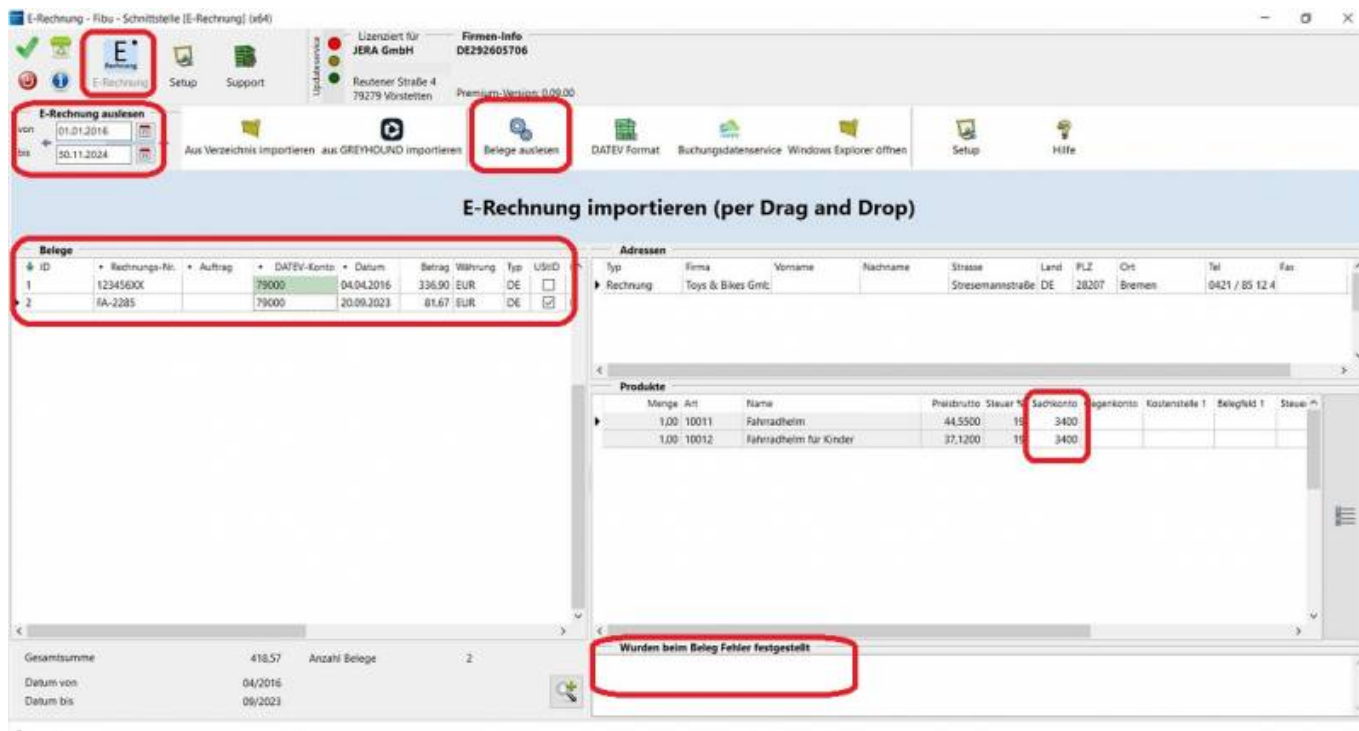 E-Rechnung - Fibu - Schnittstelle [E-Rechnung] (x64)
E-Rechnung
Setup
Support
Updateservice
Lizenziert für
JERA GmbH
Reutener Straße 4
79279 Vörstetten
Firmen-Info
DE292605706
Premium-Version: 0.09.00
E-Rechnung auslesen
von 01.01.2016
bis 30.11.2024
Aus Verzeichnis importieren aus GREYHOUND importieren Belege auslesen DATEV Format Buchungsdatenservice Windows Explorer öffnen Setup Hilfe
E-Rechnung importieren (per Drag and Drop)
Belege
ID Rechnungs-Nr. Auftrag DATEV-Konto Datum Betrag Währung Typ UStID
1 123456XX 79000 04.04.2016 336,90 EUR DE
2 FA-2285 79000 20.09.2023 81,67 EUR DE
Adressen
Typ Firma Vorname Nachname Strasse Land PLZ Ort Tel Fax
Rechnung Toys & Bikes Stresemannstraße DE 28207 Bremen 0421 / 85 12 4
Produkte
Menge Art Name Preisbrutto Steuer % Sachkonto Gegenkonto Kostenstelle 1 Belegfeld 1 Steue
1,00 10011 Fahrradhelm 44,5500 19 3400
1,00 10012 Fahrradhelm für Kinder 37,1200 19 3400
Gesamtsumme 418,57 Anzahl Belege 2
Datum von 04/2016
Datum bis 09/2023
Wurden beim Beleg Fehler festgestellt